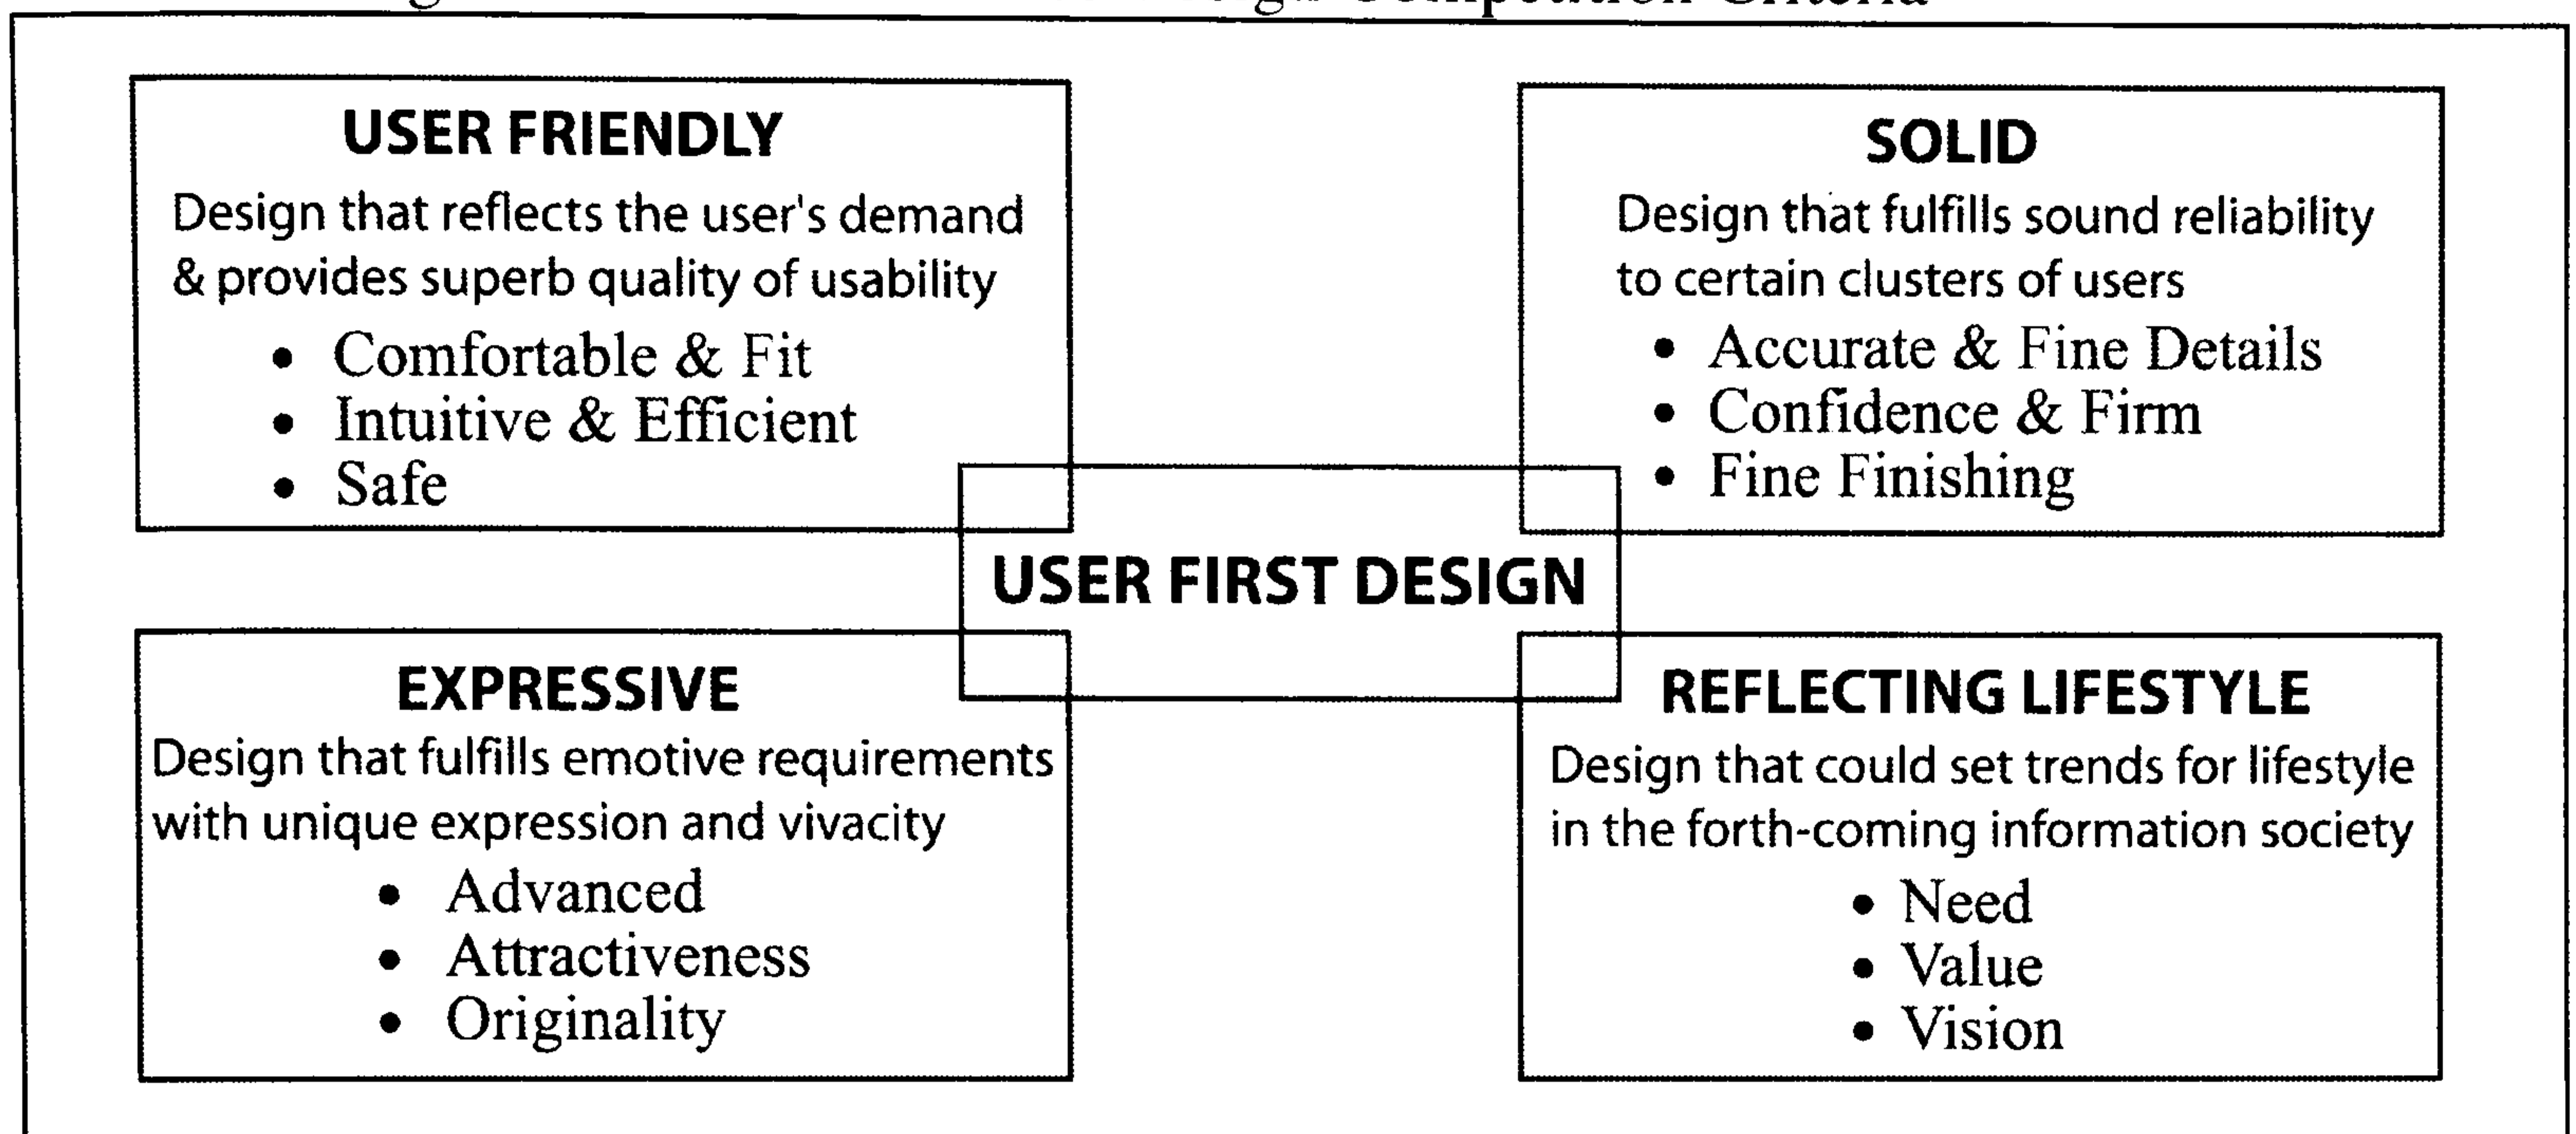 Competition Criteria
USER FRIENDLY
Design that reflects the user's demand
& provides superb quality of usability
• Comfortable & Fit
• Intuitive & Efficient
• Safe
SOLID
Design that fulfills sound reliability
to certain clusters of users
• Accurate & Fine Details
• Confidence & Firm
• Fine Finishing
USER FIRST DESIGN
EXPRESSIVE
Design that fulfills emotive requirements
with unique expression and vivacity
• Advanced
• Attractiveness
• Originality
REFLECTING LIFESTYLE
Design that could set trends for lifestyle
in the forth-coming information society
• Need
• Value
• Vision